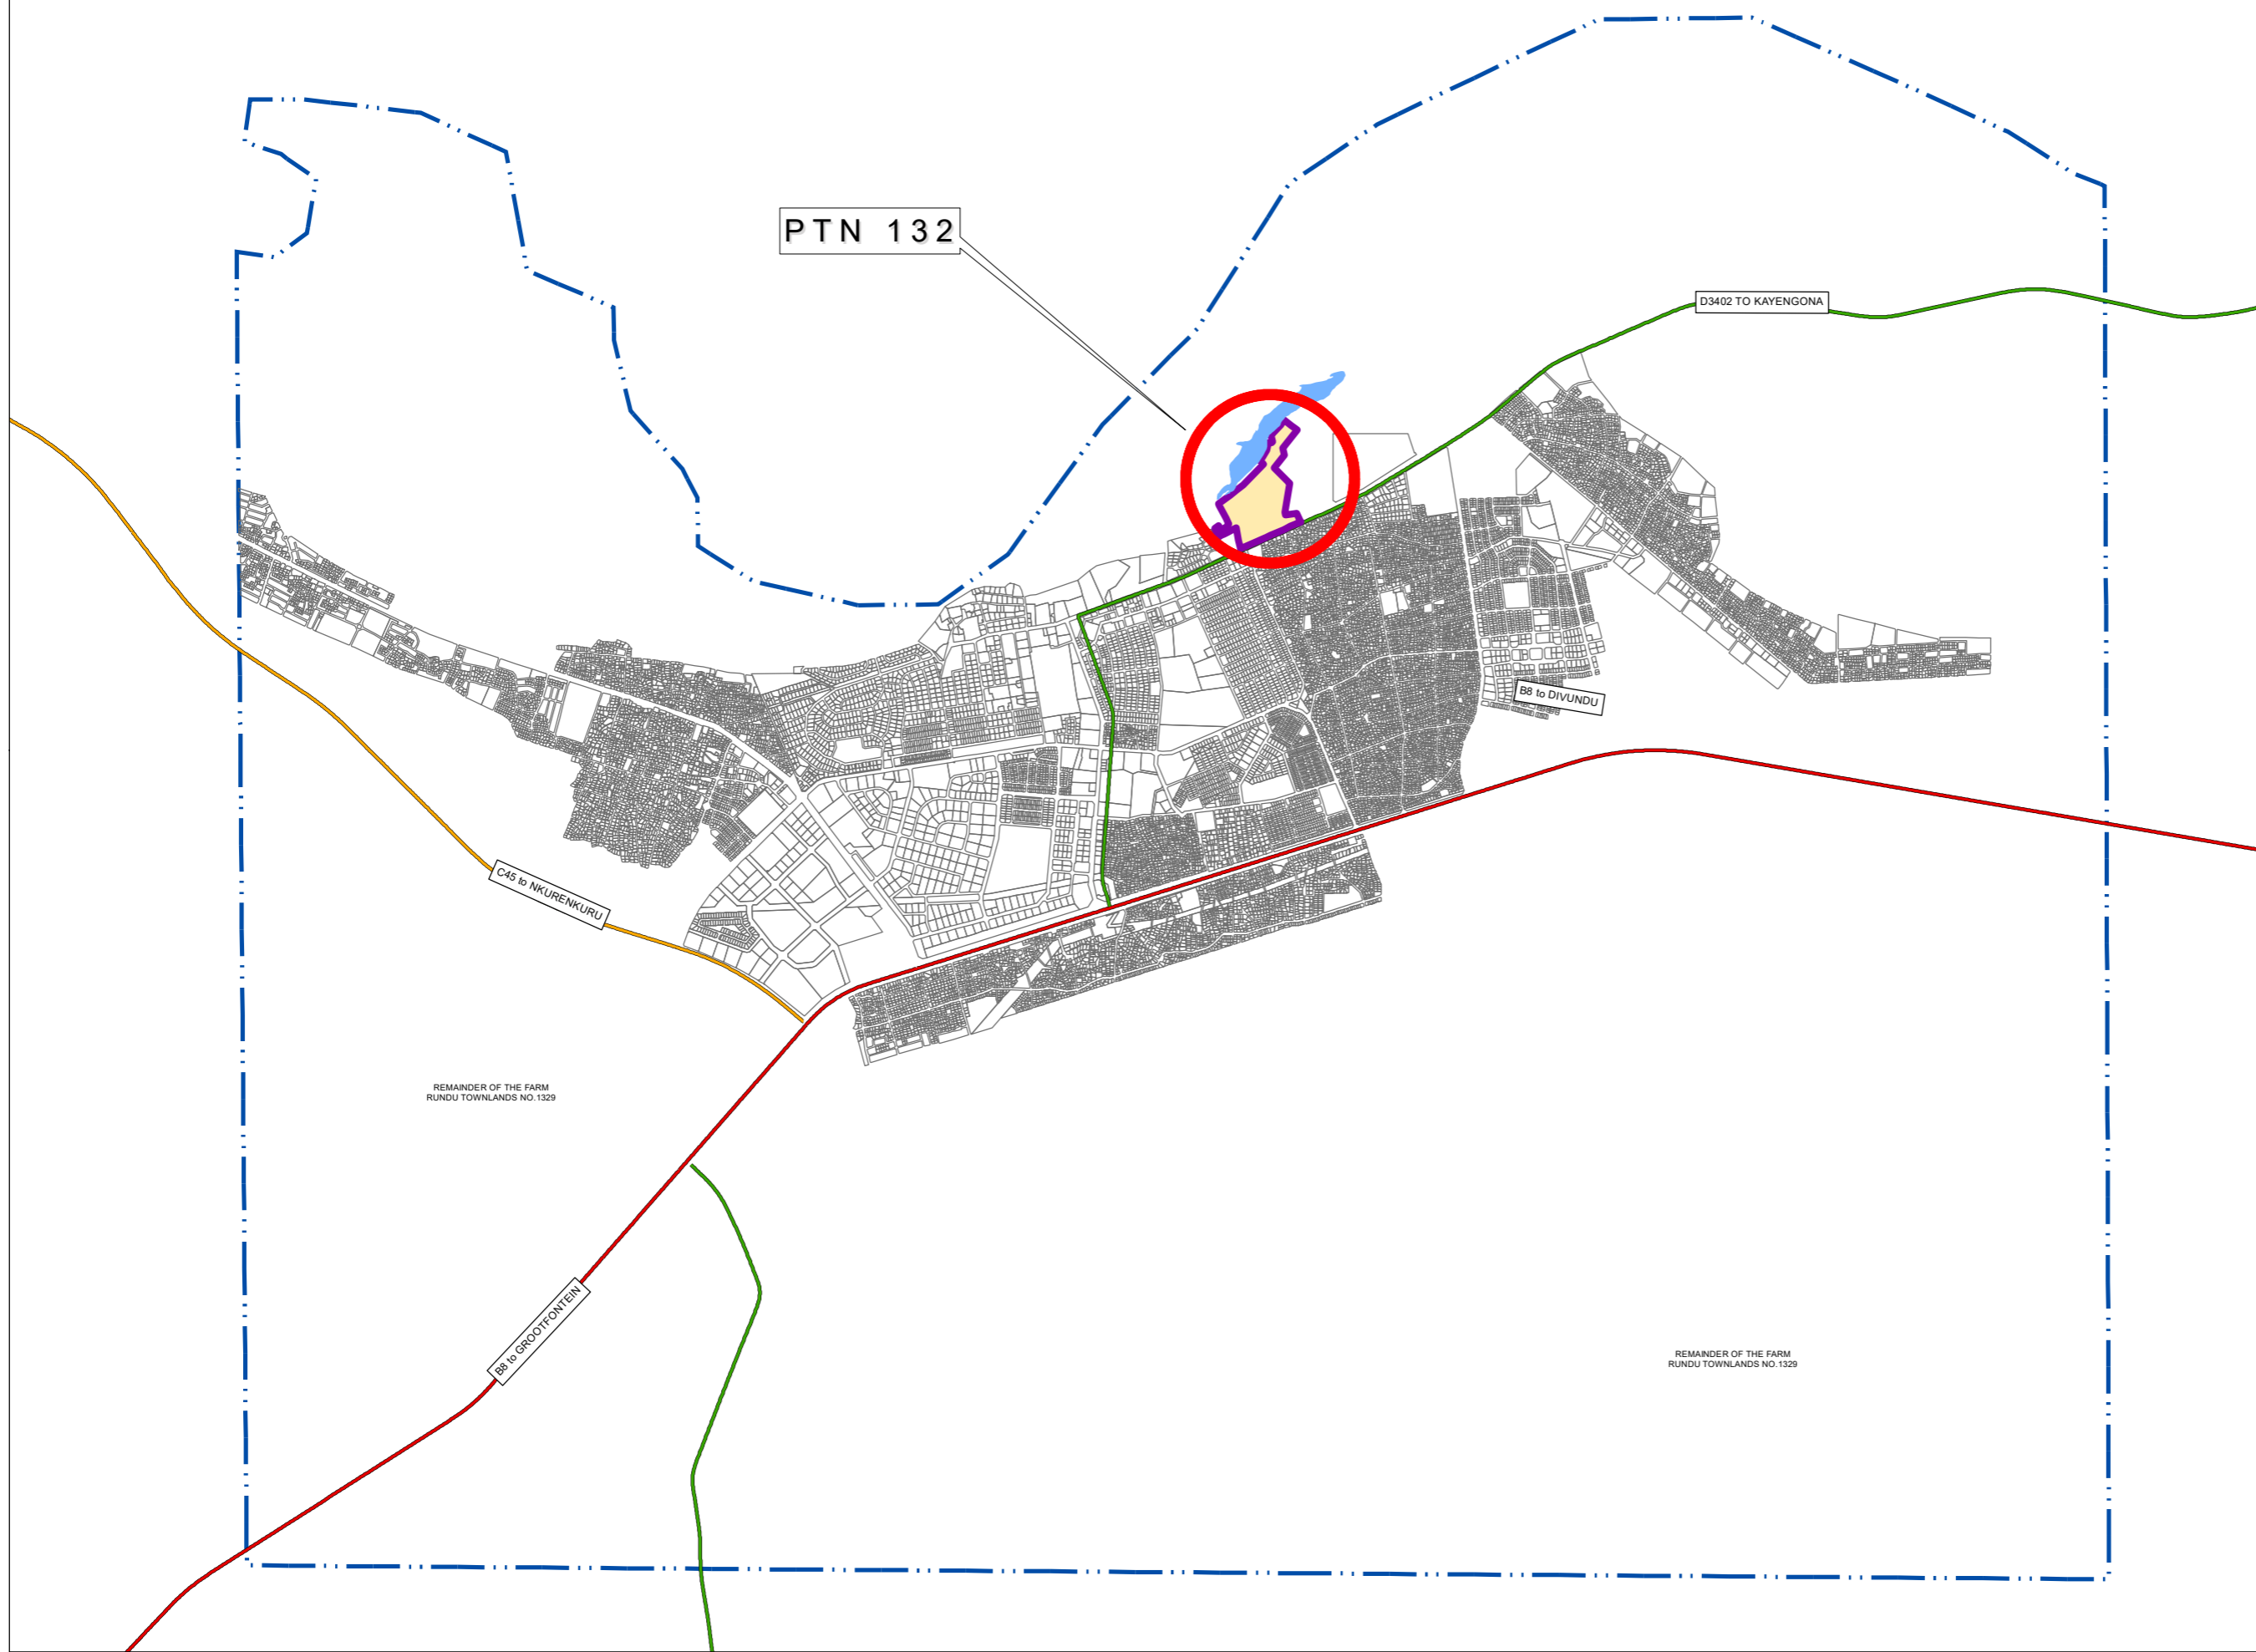 PTN 132
D3402 TO KAYENGONA
B8 to DIVUNDU
C45 to NKURENKURU
REMAINDER OF THE FARM
RUNDU TOWNLANDS NO.1329
B8 to GROOTFONTEIN
REMAINDER OF THE FARM
RUNDU TOWNLANDS NO.1329